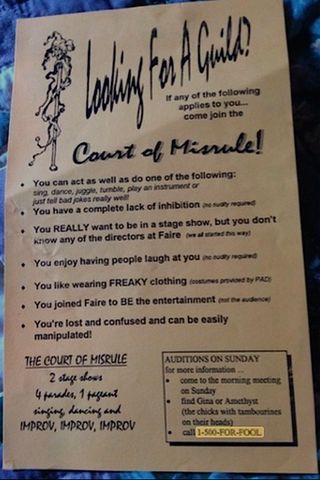 Looking For A Guild?
If any of the following
applies to you...
come join the
Court of Misrule!
• You can act as well as do one of the following:
sing, dance, juggle, tumble, play an instrument or
just tell bad jokes really well!
• You have a complete lack of inhibition (no nudity required)
• You REALLY want to be in a stage show, but you don't
know any of the directors at Faire (we all started this way)
• You enjoy having people laugh at you (no nudity required)
• You like wearing FREAKY clothing (costumes provided by PAD)
• You joined Faire to BE the entertainment (not the audience)
• You're lost and confused and can be easily
manipulated!
THE COURT OF MISRULE
2 stage shows
4 parades, 1 pageant
singing, dancing and
IMPROV, IMPROV, IMPROV
AUDITIONS ON SUNDAY
for more information ...
• come to the morning meeting
on Sunday
• find Gina or Amethyst
(the chicks with tambourines
on their heads)
• call 1-500-FOR-FOOL